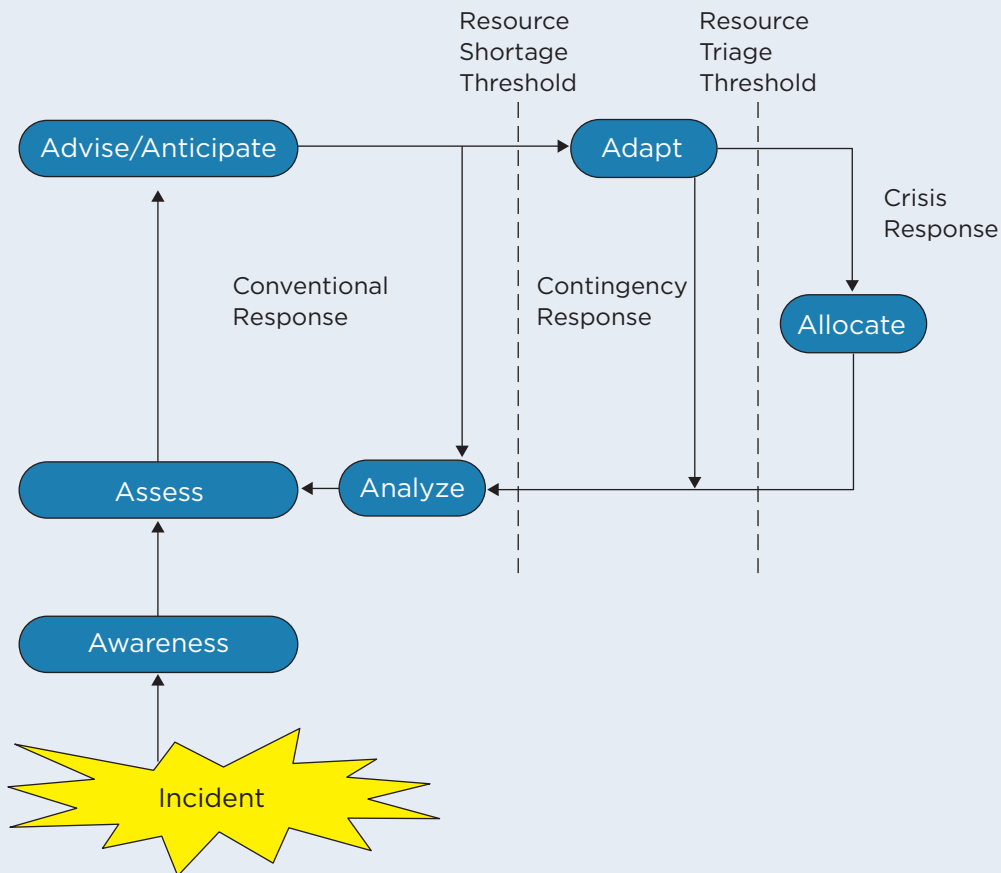 Resource
Shortage
Threshold
Resource
Triage
Threshold
Advise/Anticipate
Adapt
Crisis
Response
Conventional
Response
Contingency
Response
Allocate
Assess
Analyze
Awareness
Incident